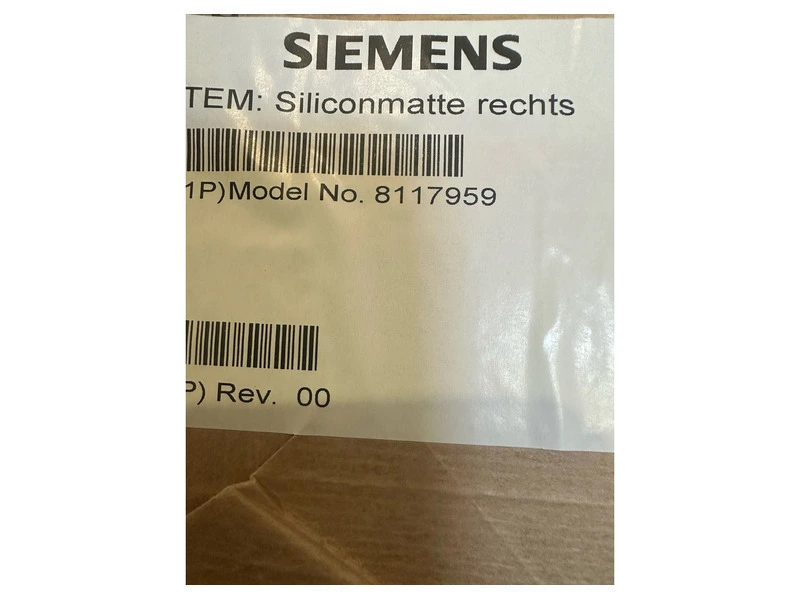 SIEMENS
TEM: Siliconmatte rechts
1P)Model No. 8117959
P) Rev. 00